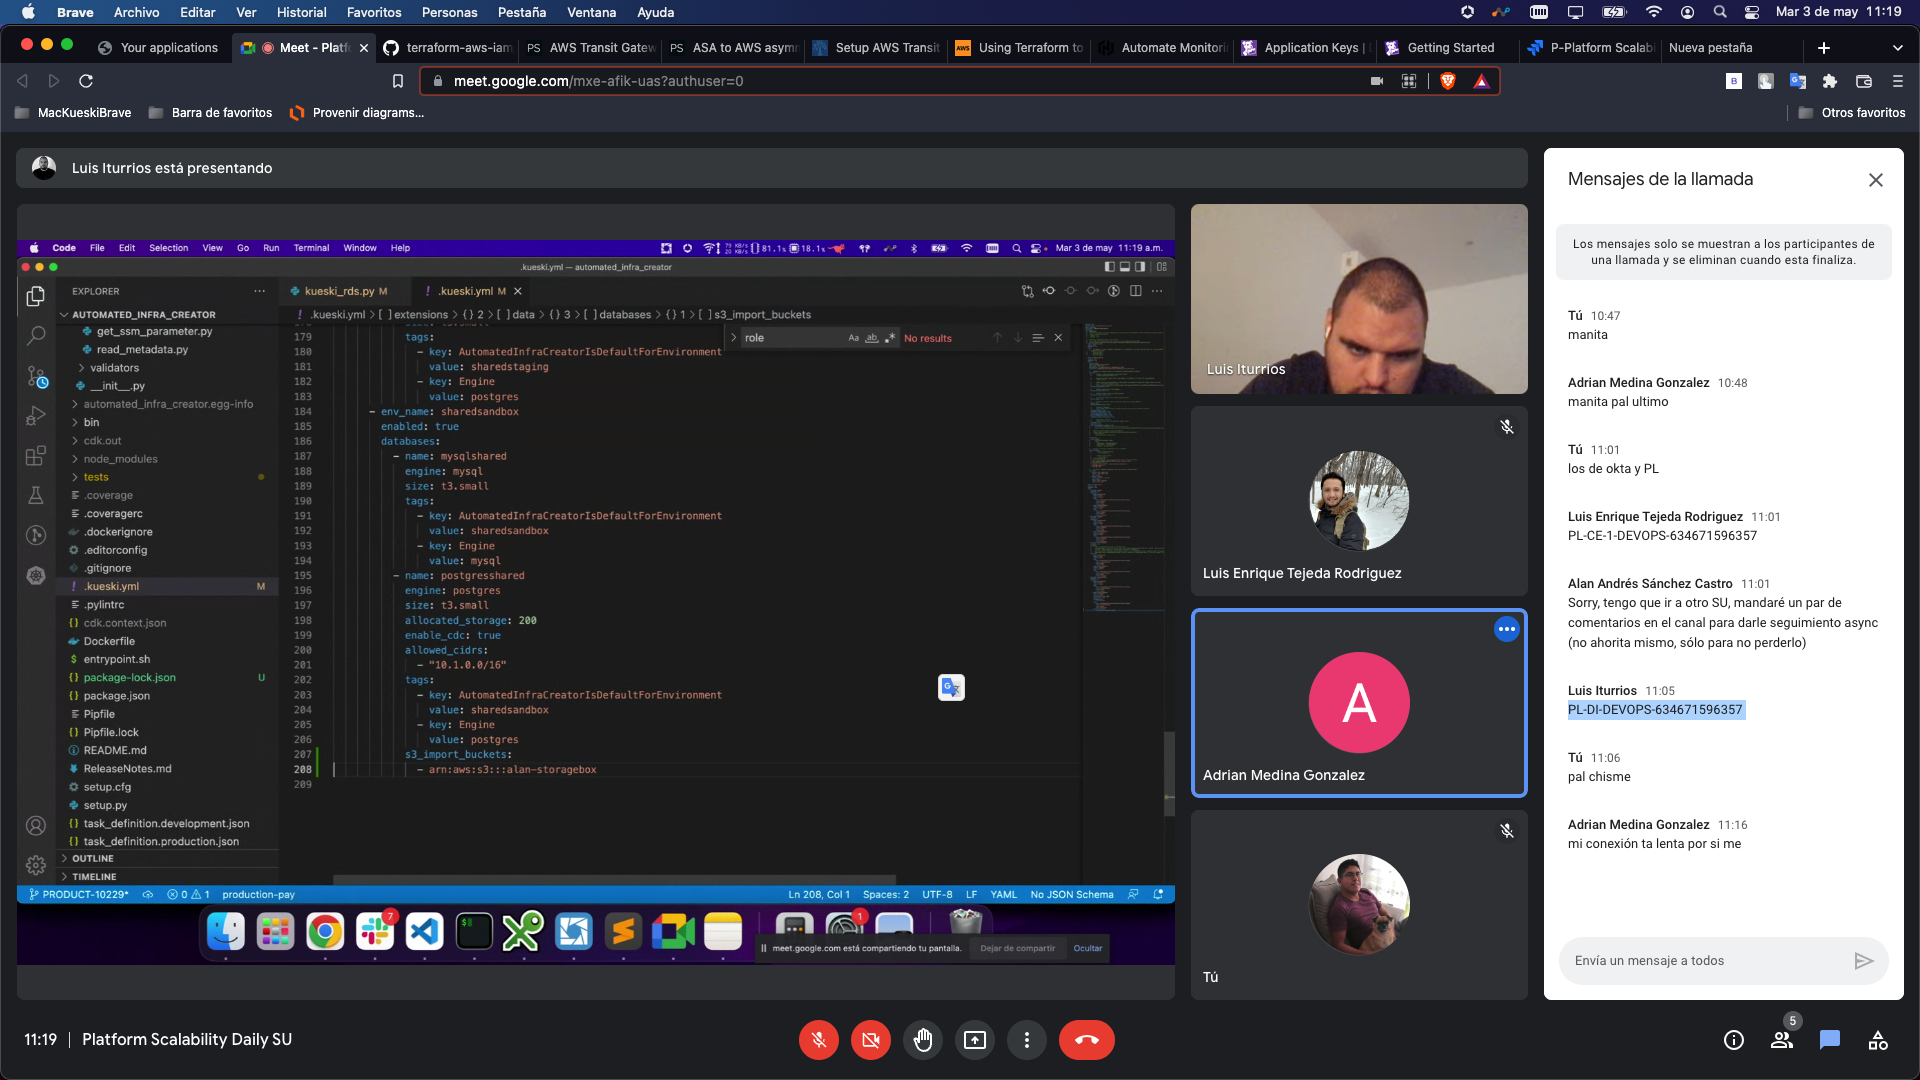 Brave Archivo Editar Ver Historial Favoritos Personas Pestaña Ventana Ayuda
Mar 3 de may 11:19
Your applications
Meet - Platf
terraform-aws-iam
AWS Transit Gatew
ASA to AWS asymr
Setup AWS Transit
Using Terraform to
Automate Monitori
Application Keys |
Getting Started
P-Platform Scalabi
Nueva pestaña
meet.google.com/mxe-afik-uas?authuser=0
MacKueskiBrave
Barra de favoritos
Provenir diagrams...
Otros favoritos
Luis Iturrios está presentando
Code File Edit Selection View Go Run Terminal Window Help
81.1% 18.1%
Mar 3 de may 11:19 a.m.
.kueski.yml — automated_infra_creator
EXPLORER
kueski_rds.py M
.kueski.yml M
AUTOMATED_INFRA_CREATOR
get_ssm_parameter.py
read_metadata.py
validators
__init__.py
automated_infra_creator.egg-info
bin
cdk.out
node_modules
tests
.coverage
.coveragerc
.dockerignore
.editorconfig
.gitignore
.kueski.yml M
.pylintrc
cdk.context.json
Dockerfile
entrypoint.sh
package-lock.json U
package.json
Pipfile
Pipfile.lock
README.md
ReleaseNotes.md
setup.cfg
setup.py
task_definition.development.json
task_definition.production.json
OUTLINE
TIMELINE
.kueski.yml > [ ] extensions > {} 2 > [ ] data > {} 3 > [ ] databases > {} 1 > [ ] s3_import_buckets
role
Aa ab .*
No results
179 tags:
180 - key: AutomatedInfraCreatorIsDefaultForEnvironment
181 value: sharedstaging
182 - key: Engine
183 value: postgres
184 - env_name: sharedsandbox
185 enabled: true
186 databases:
187 - name: mysqlshared
188 engine: mysql
189 size: t3.small
190 tags:
191 - key: AutomatedInfraCreatorIsDefaultForEnvironment
192 value: sharedsandbox
193 - key: Engine
194 value: mysql
195 - name: postgresshared
196 engine: postgres
197 size: t3.small
198 allocated_storage: 200
199 enable_cdc: true
200 allowed_cidrs:
201 - "10.1.0.0/16"
202 tags:
203 - key: AutomatedInfraCreatorIsDefaultForEnvironment
204 value: sharedsandbox
205 - key: Engine
206 value: postgres
207 s3_import_buckets:
208 - arn:aws:s3:::alan-storagebox
209
PRODUCT-10229* 0 1 production-pay
Ln 208, Col 1 Spaces: 2 UTF-8 LF YAML No JSON Schema
7
1
meet.google.com está compartiendo tu pantalla.
Dejar de compartir
Ocultar
Luis Iturrios
Luis Enrique Tejeda Rodriguez
A
Adrian Medina Gonzalez
Tú
Mensajes de la llamada
Los mensajes solo se muestran a los participantes de
una llamada y se eliminan cuando esta finaliza.
Tú 10:47
manita
Adrian Medina Gonzalez 10:48
manita pal ultimo
Tú 11:01
los de okta y PL
Luis Enrique Tejeda Rodriguez 11:01
PL-CE-1-DEVOPS-634671596357
Alan Andrés Sánchez Castro 11:01
Sorry, tengo que ir a otro SU, mandaré un par de
comentarios en el canal para darle seguimiento async
(no ahorita mismo, sólo para no perderlo)
Luis Iturrios 11:05
PL-DI-DEVOPS-634671596357
Tú 11:06
pal chisme
Adrian Medina Gonzalez 11:16
mi conexión ta lenta por si me
Envía un mensaje a todos
11:19 | Platform Scalability Daily SU
5